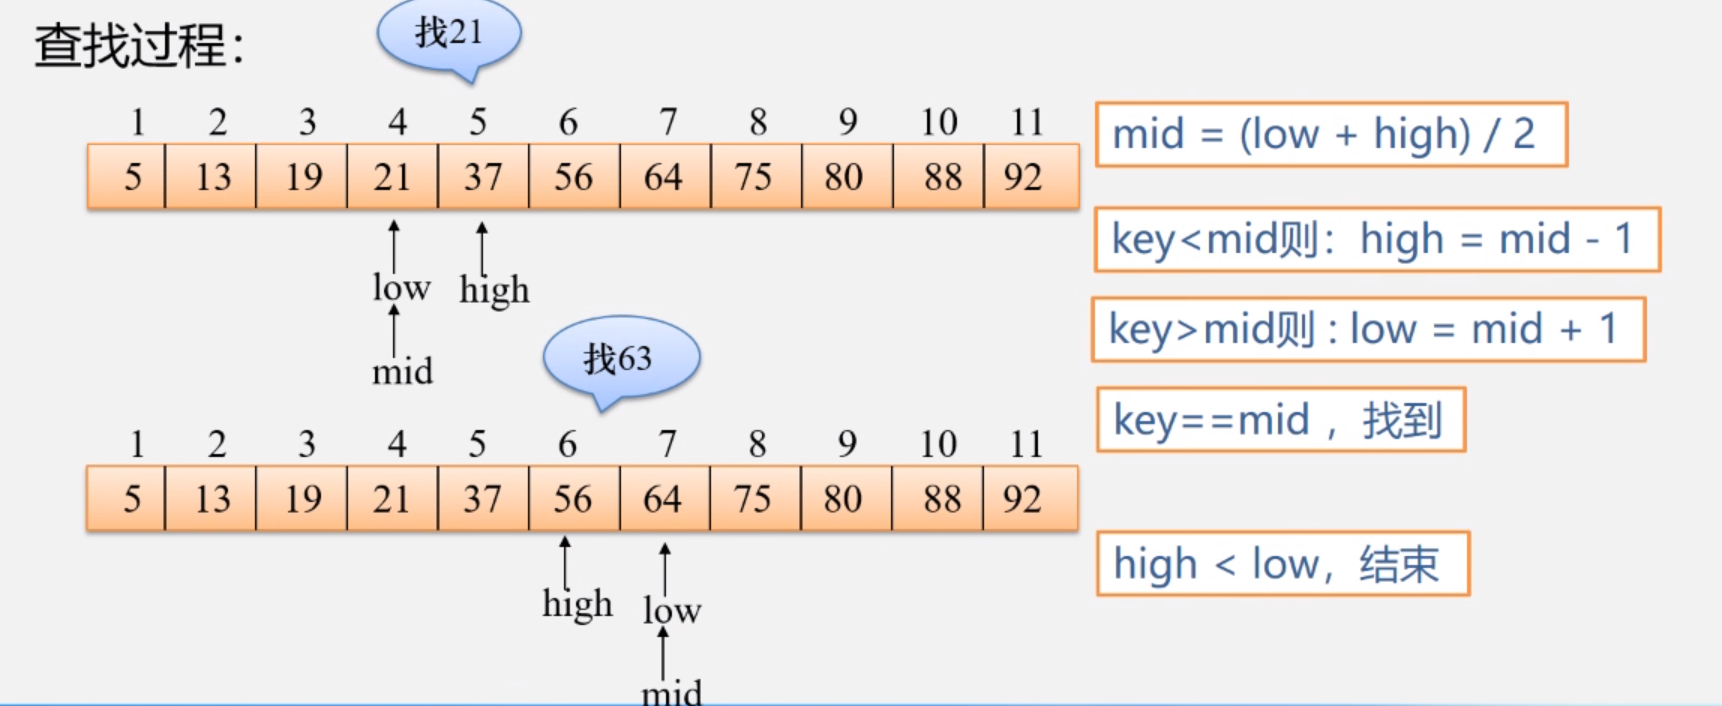 查找过程：
找21
1 2 3 4 5 6 7 8 9 10 11
5 13 19 21 37 56 64 75 80 88 92
low high
mid
找63
1 2 3 4 5 6 7 8 9 10 11
5 13 19 21 37 56 64 75 80 88 92
high low
mid
mid = (low + high) / 2
key<mid则：high = mid - 1
key>mid则 : low = mid + 1
key==mid ，找到
high < low，结束